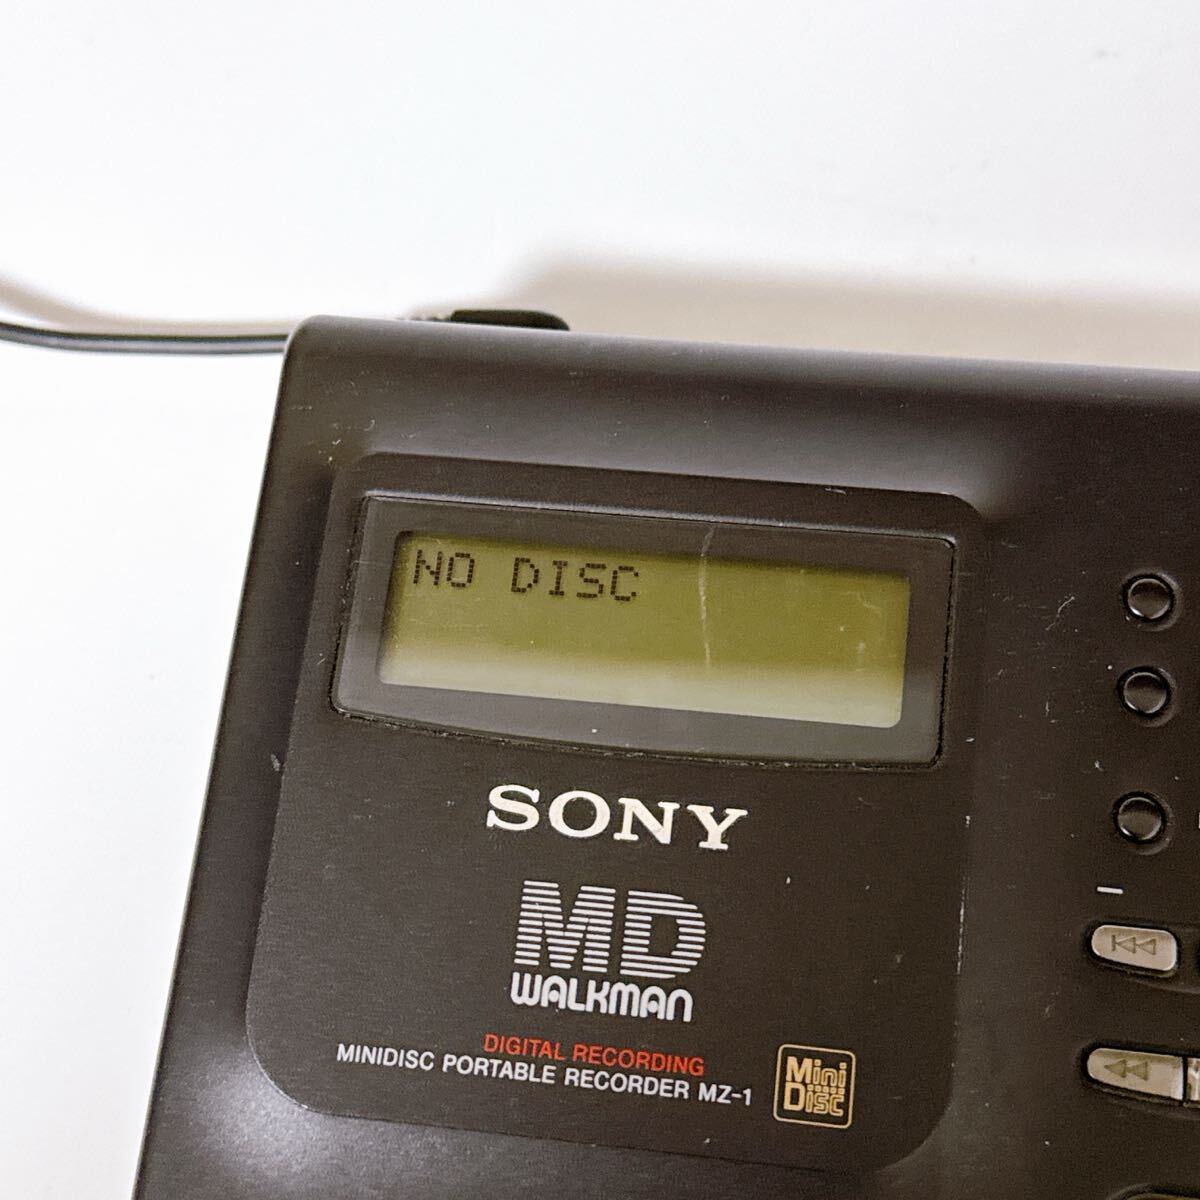 NO DISC
SONY
MD
WALKMAN
DIGITAL RECORDING
MINIDISC PORTABLE RECORDER MZ-1
Mini
Disc